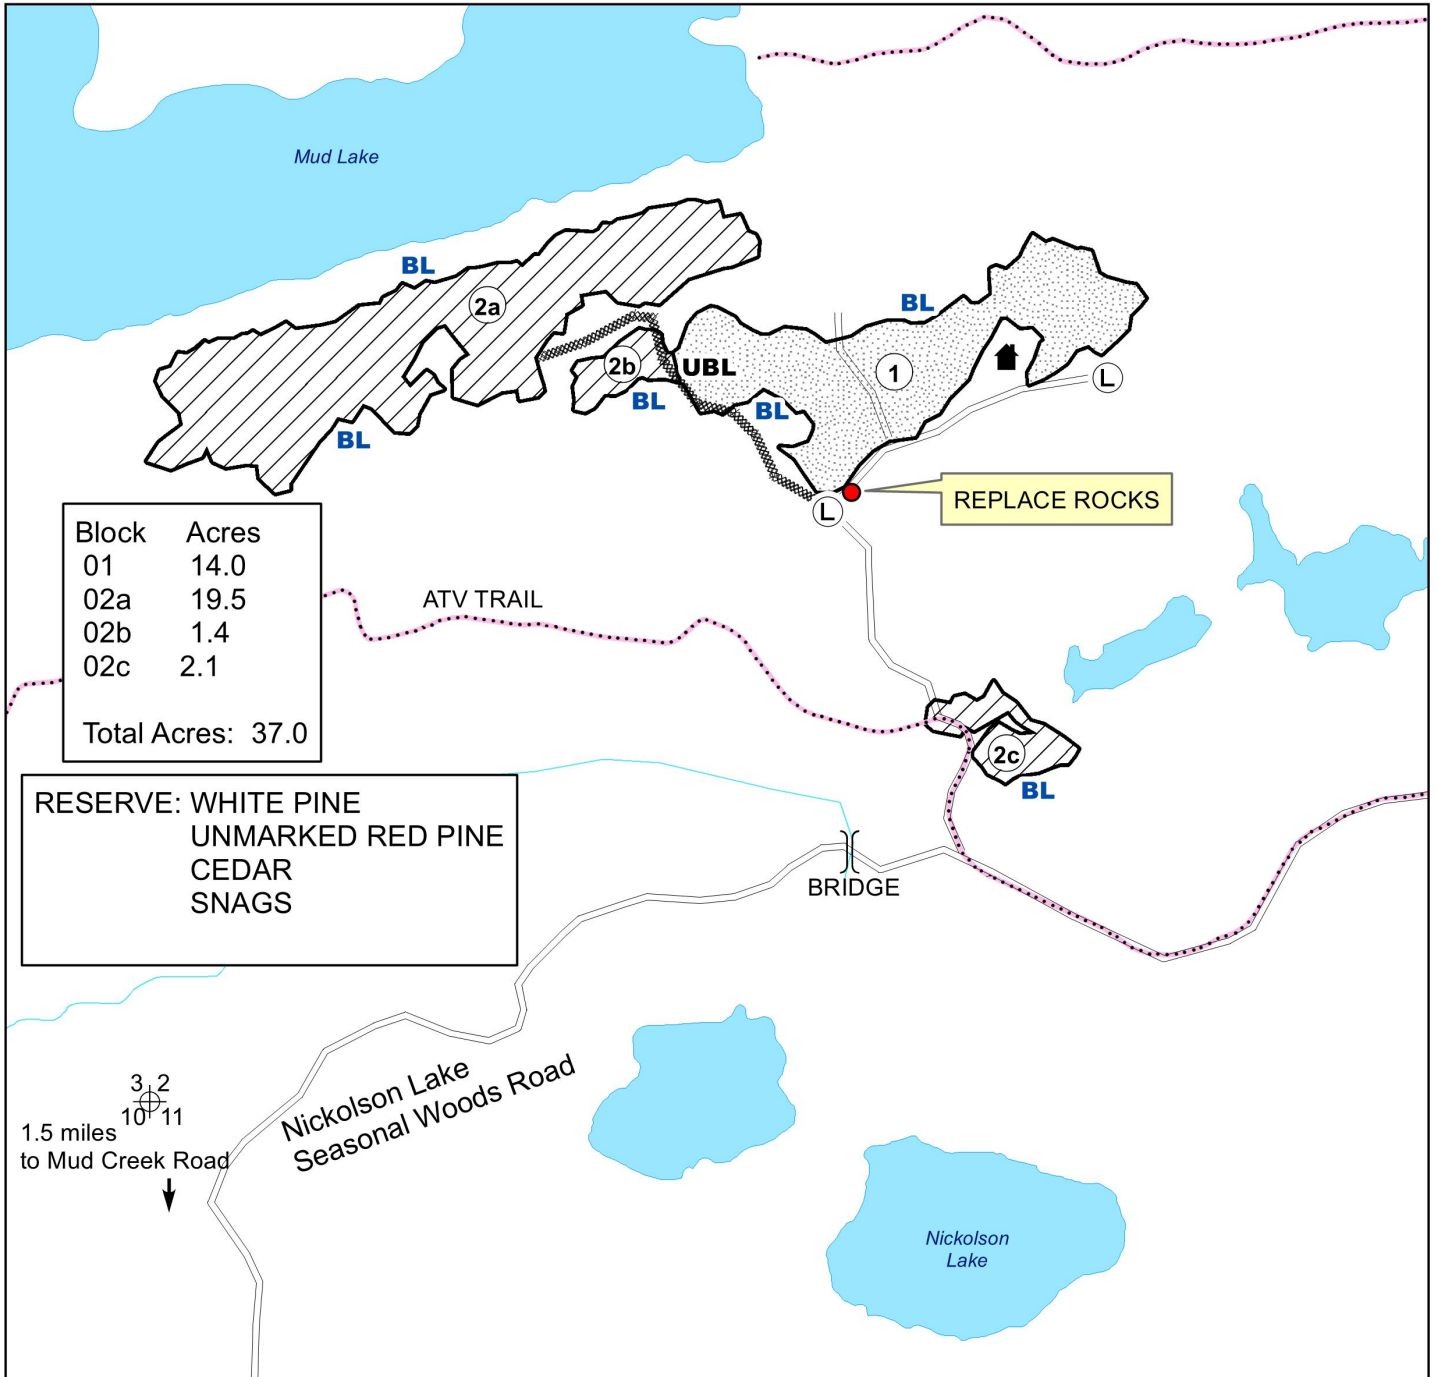 Mud Lake
BL
2a
BL
1
2b
UBL
BL
BL
BL
L
L
REPLACE ROCKS
Block Acres
01 14.0
02a 19.5
02b 1.4
02c 2.1
Total Acres: 37.0
ATV TRAIL
2c
BL
RESERVE: WHITE PINE
UNMARKED RED PINE
CEDAR
SNAGS
BRIDGE
Nickolson Lake
Seasonal Woods Road
3 2
10 11
1.5 miles
to Mud Creek Road
Nickolson
Lake